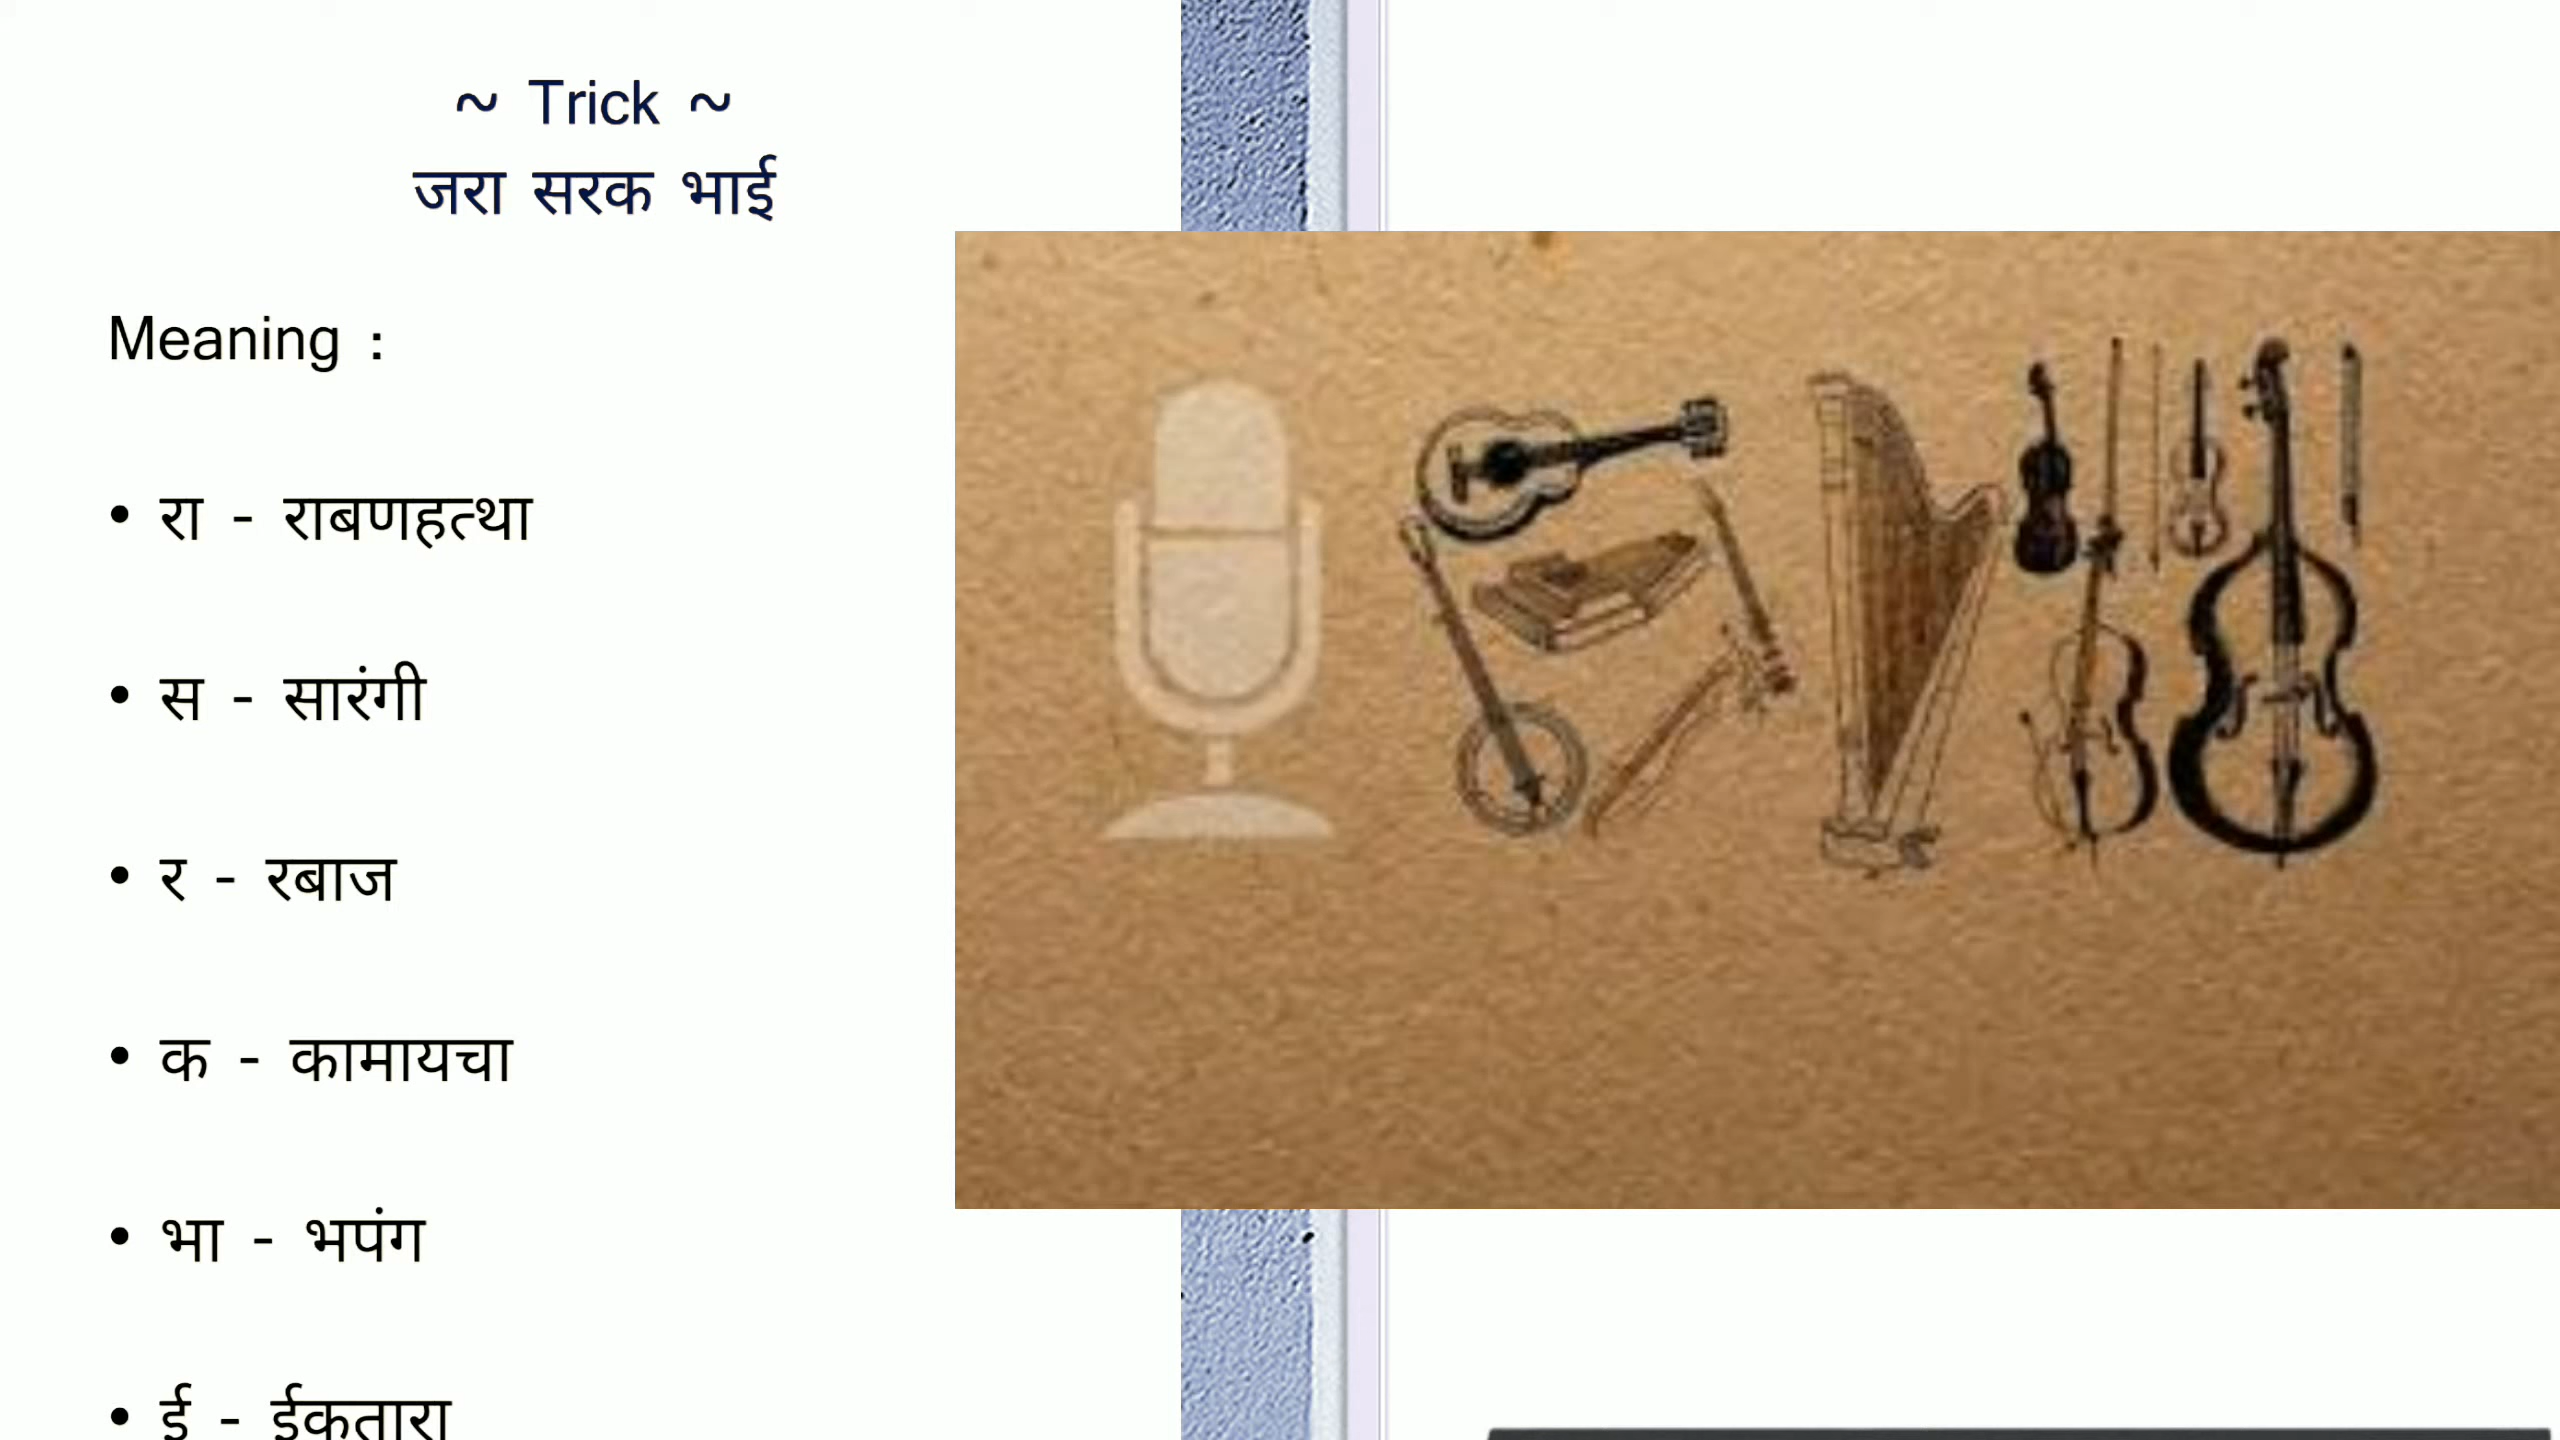 ~ Trick ~
जरा सरक भाई
Meaning :
• रा - राबणहत्था
• स - सारंगी
• र - रबाज
• क - कामायचा
• भा - भपंग
• ई - ईकतारा